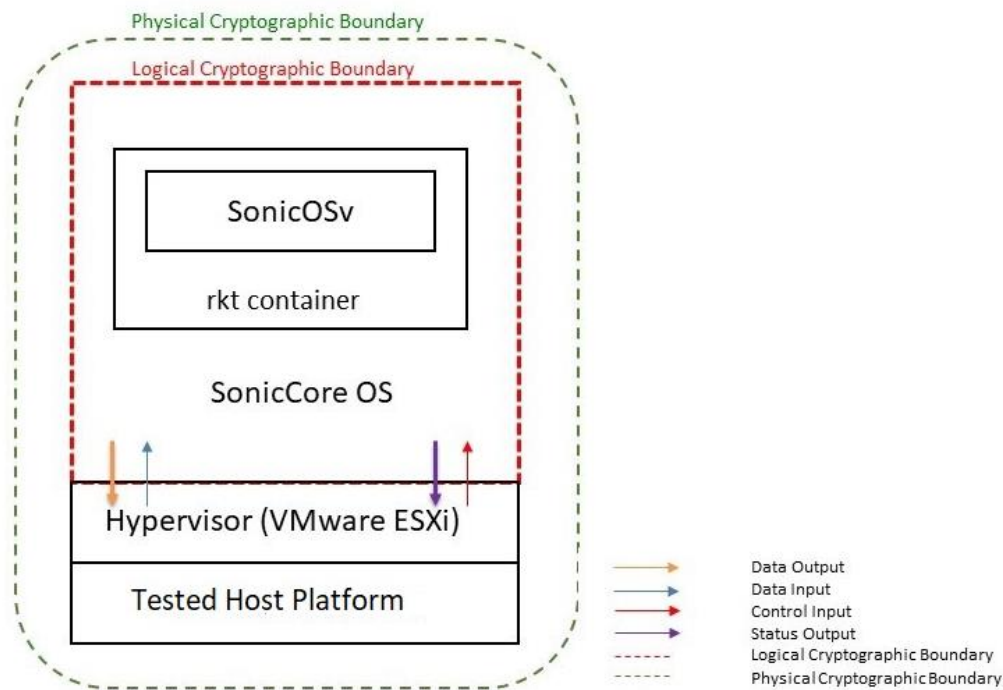 Physical Cryptographic Boundary
Logical Cryptographic Boundary
SonicOSv
rkt container
SonicCore OS
Hypervisor (VMware ESXi)
Tested Host Platform
Data Output
Data Input
Control Input
Status Output
Logical Cryptographic Boundary
Physical Cryptographic Boundary